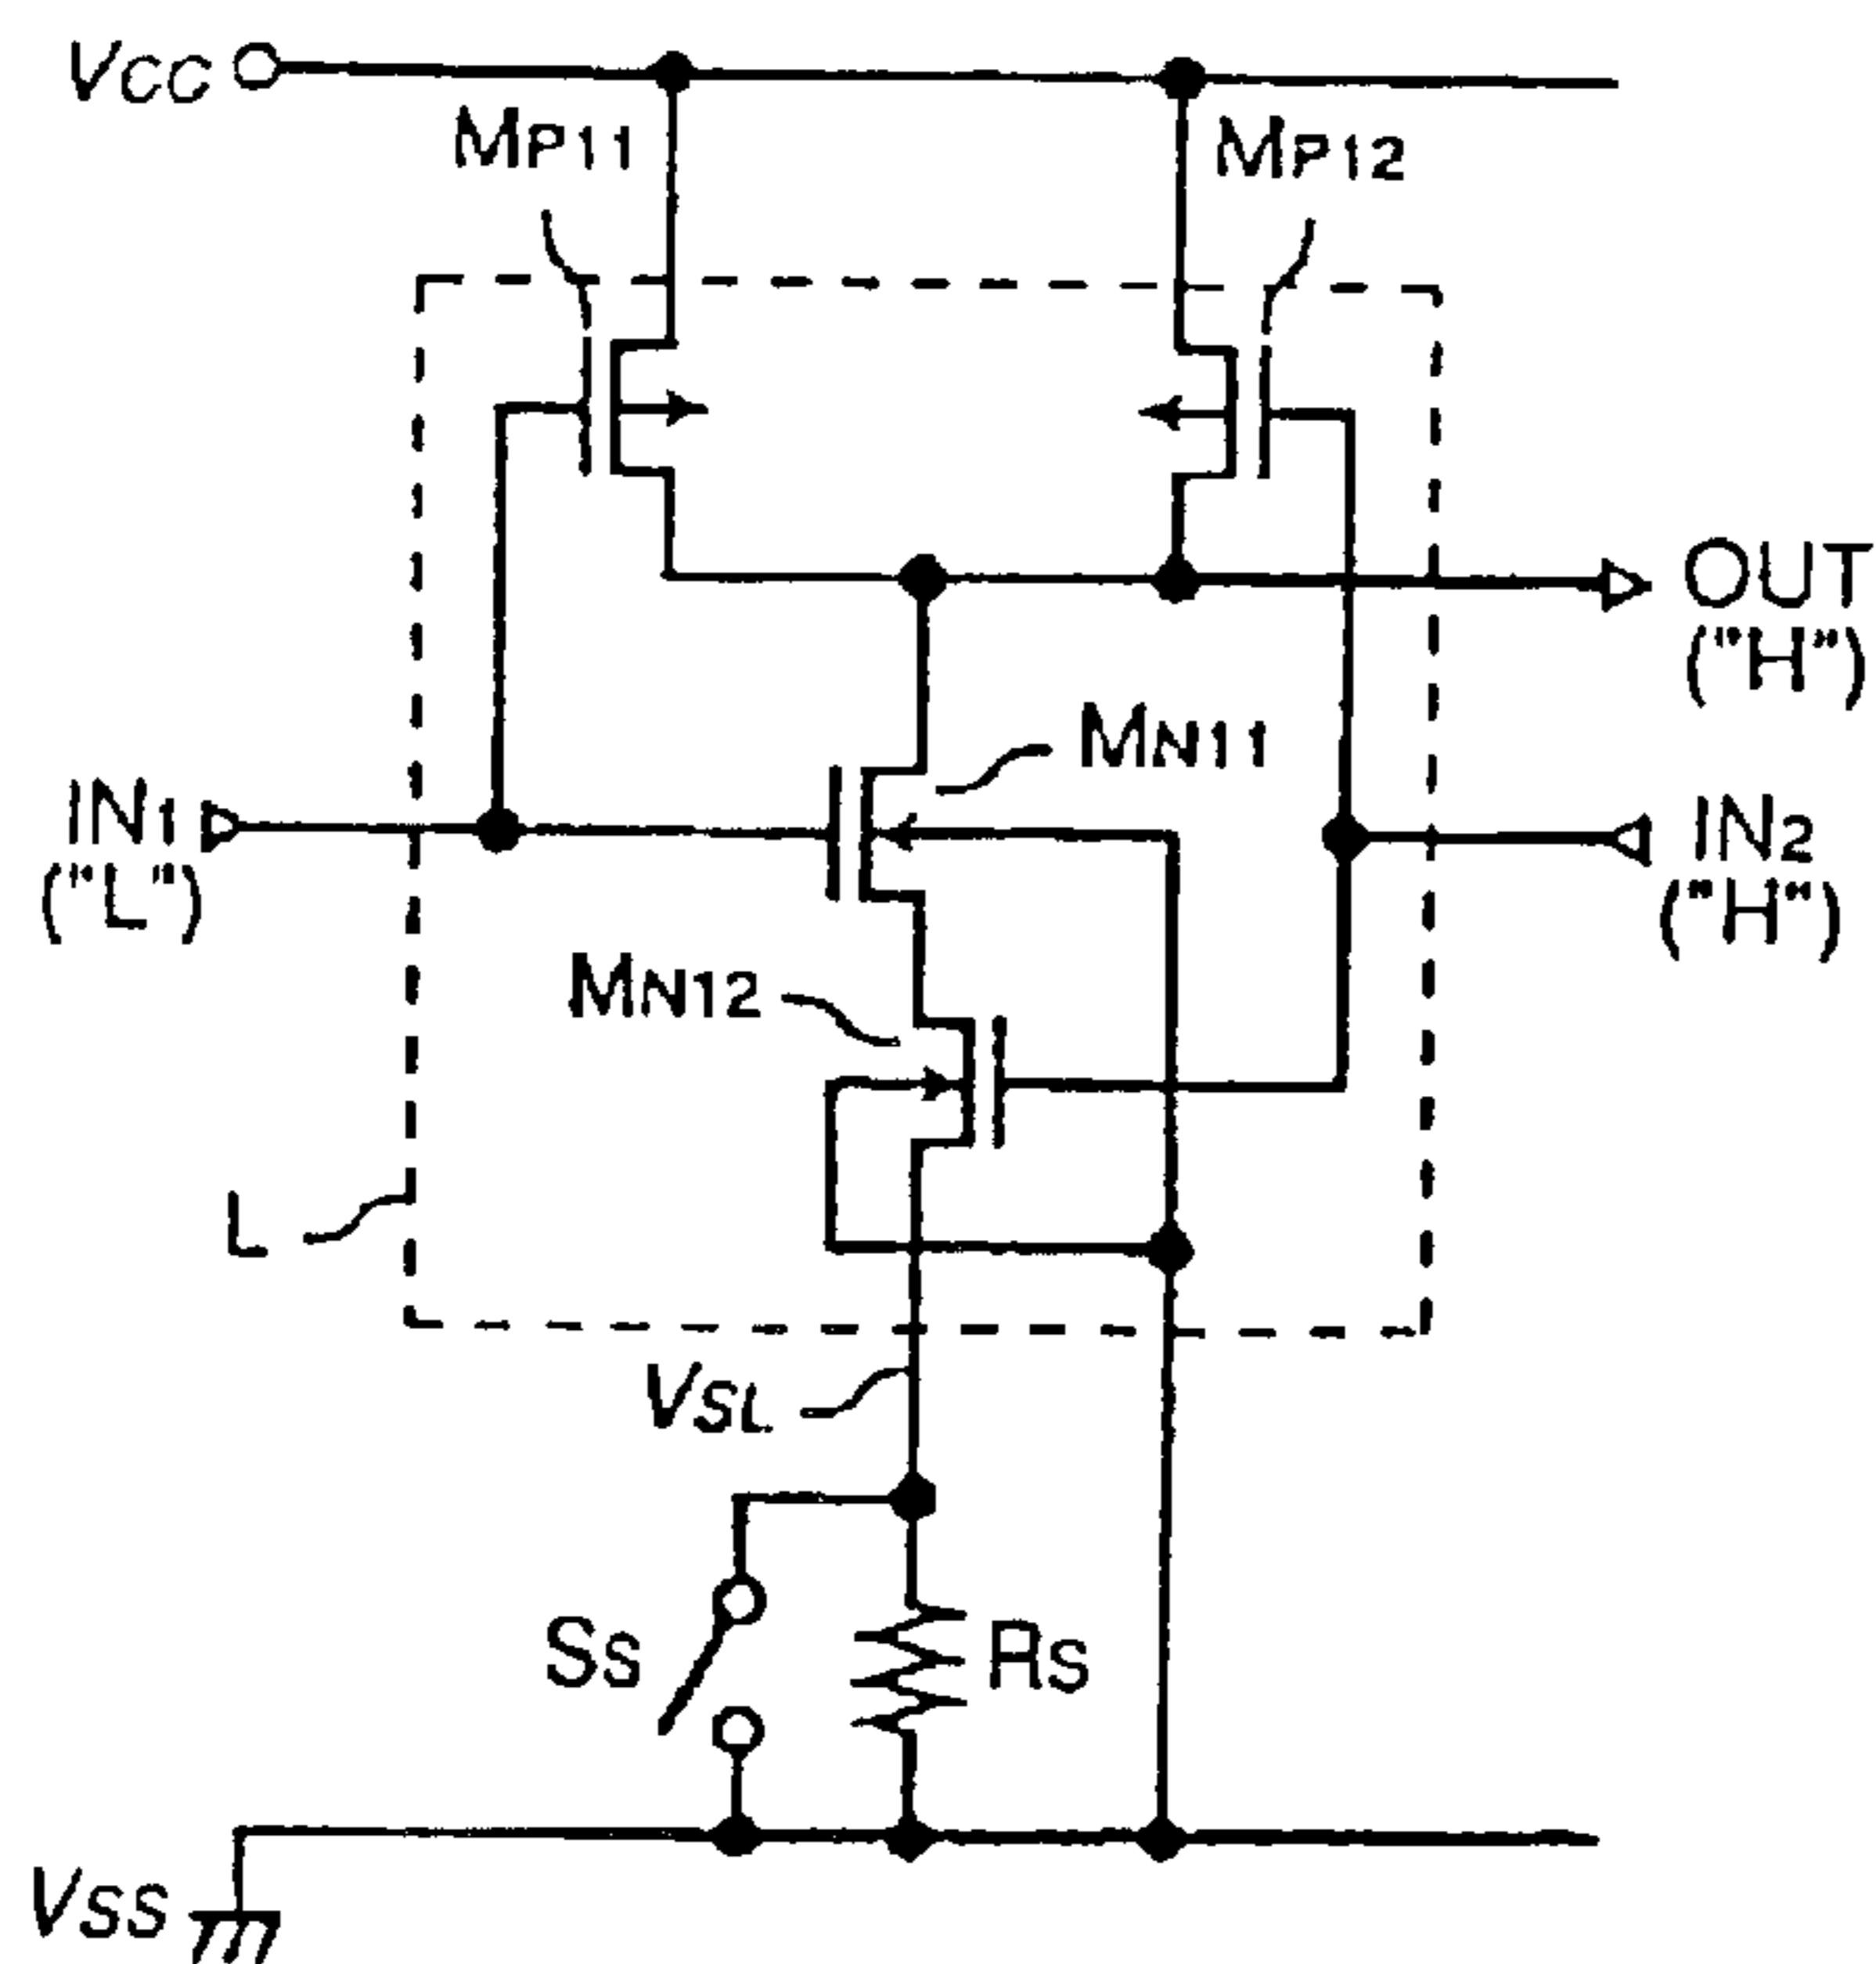 VCC
MP11
MP12
OUT
("H")
MN11
IN1
("L")
IN2
("H")
MN12
L
VSL
SS
RS
VSS